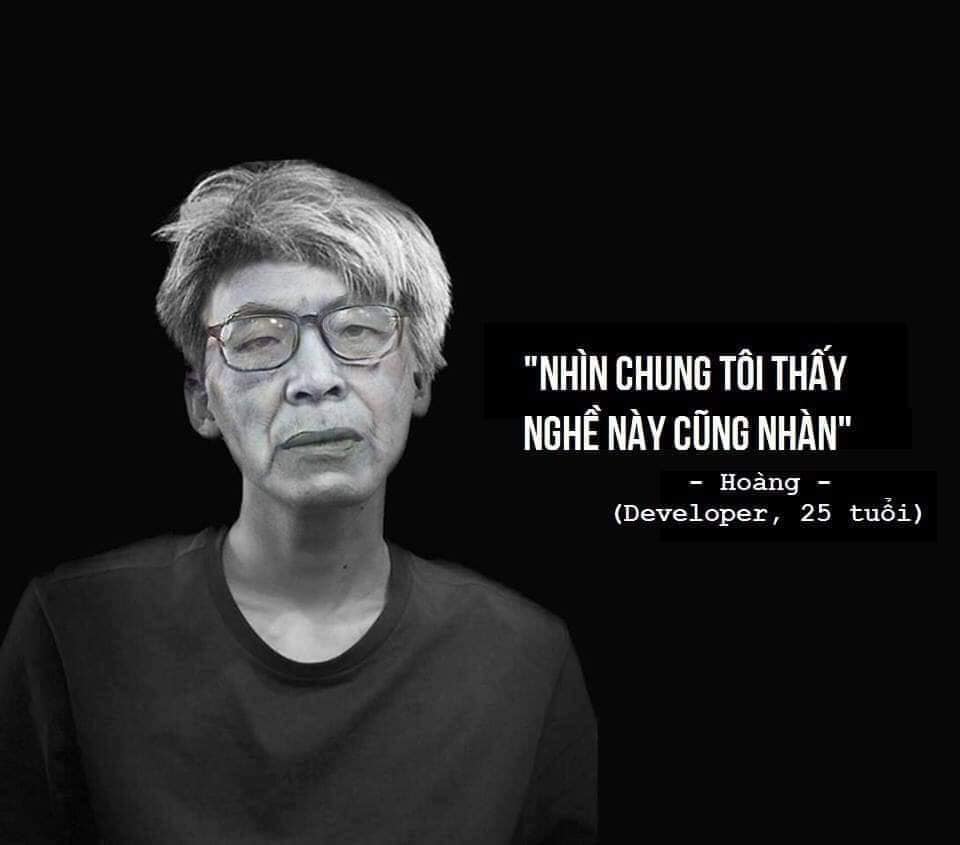 "NHÌN CHUNG TÔI THẤY
NGHỀ NÀY CŨNG NHÀN"
- Hoàng -
(Developer, 25 tuổi)